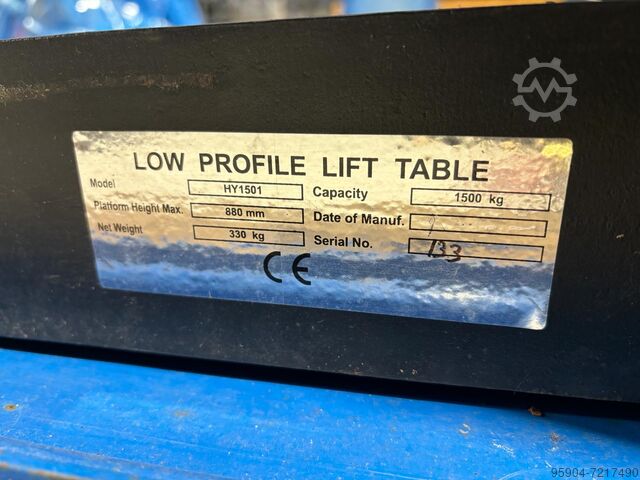 LOW PROFILE LIFT TABLE
Model HY1501 Capacity 1500 kg
Platform Height Max. 880 mm Date of Manuf.
Net Weight 330 kg Serial No. 133
CE
95904-7217490